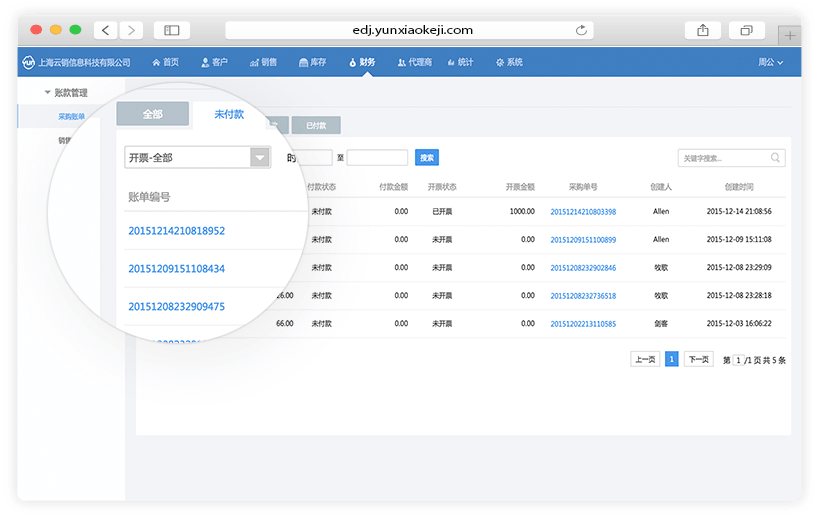 edj.yunxiaokeji.com
上海云销信息科技有限公司 首页 客户 销售 库存 财务 代理商 统计 系统 周公
账款管理
采购账单
全部 未付款 已付款
开票-全部 至 搜索 关键字搜索...
账单编号 付款状态 付款金额 开票状态 开票金额 采购单号 创建人 创建时间
20151214210818952 未付款 0.00 已开票 1000.00 20151214210803398 Allen 2015-12-14 21:08:56
20151209151108434 未付款 0.00 未开票 0.00 20151209151100899 Allen 2015-12-09 15:11:08
20151208232909475 未付款 0.00 未开票 0.00 20151208232902846 牧歌 2015-12-08 23:29:09
26.00 未付款 0.00 未开票 0.00 20151208232736518 牧歌 2015-12-08 23:28:18
66.00 未付款 0.00 未开票 0.00 20151202213110585 剑客 2015-12-03 16:06:22
上一页 1 下一页 第 1 /1 页 共 5 条